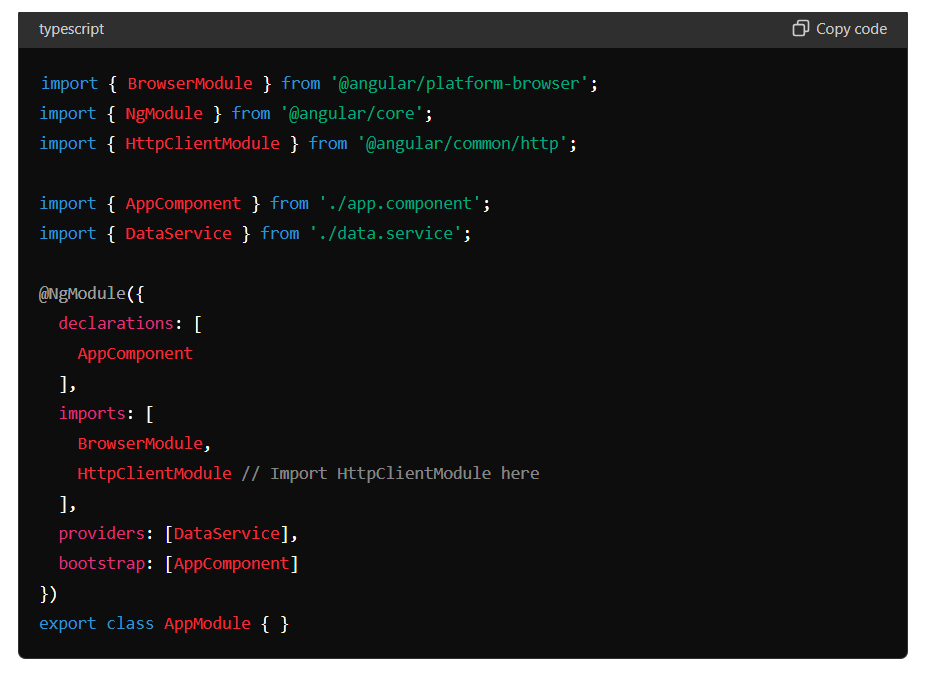 typescript
Copy code
import { BrowserModule } from '@angular/platform-browser';
import { NgModule } from '@angular/core';
import { HttpClientModule } from '@angular/common/http';
import { AppComponent } from './app.component';
import { DataService } from './data.service';
@NgModule({
  declarations: [
    AppComponent
  ],
  imports: [
    BrowserModule,
    HttpClientModule // Import HttpClientModule here
  ],
  providers: [DataService],
  bootstrap: [AppComponent]
})
export class AppModule { }